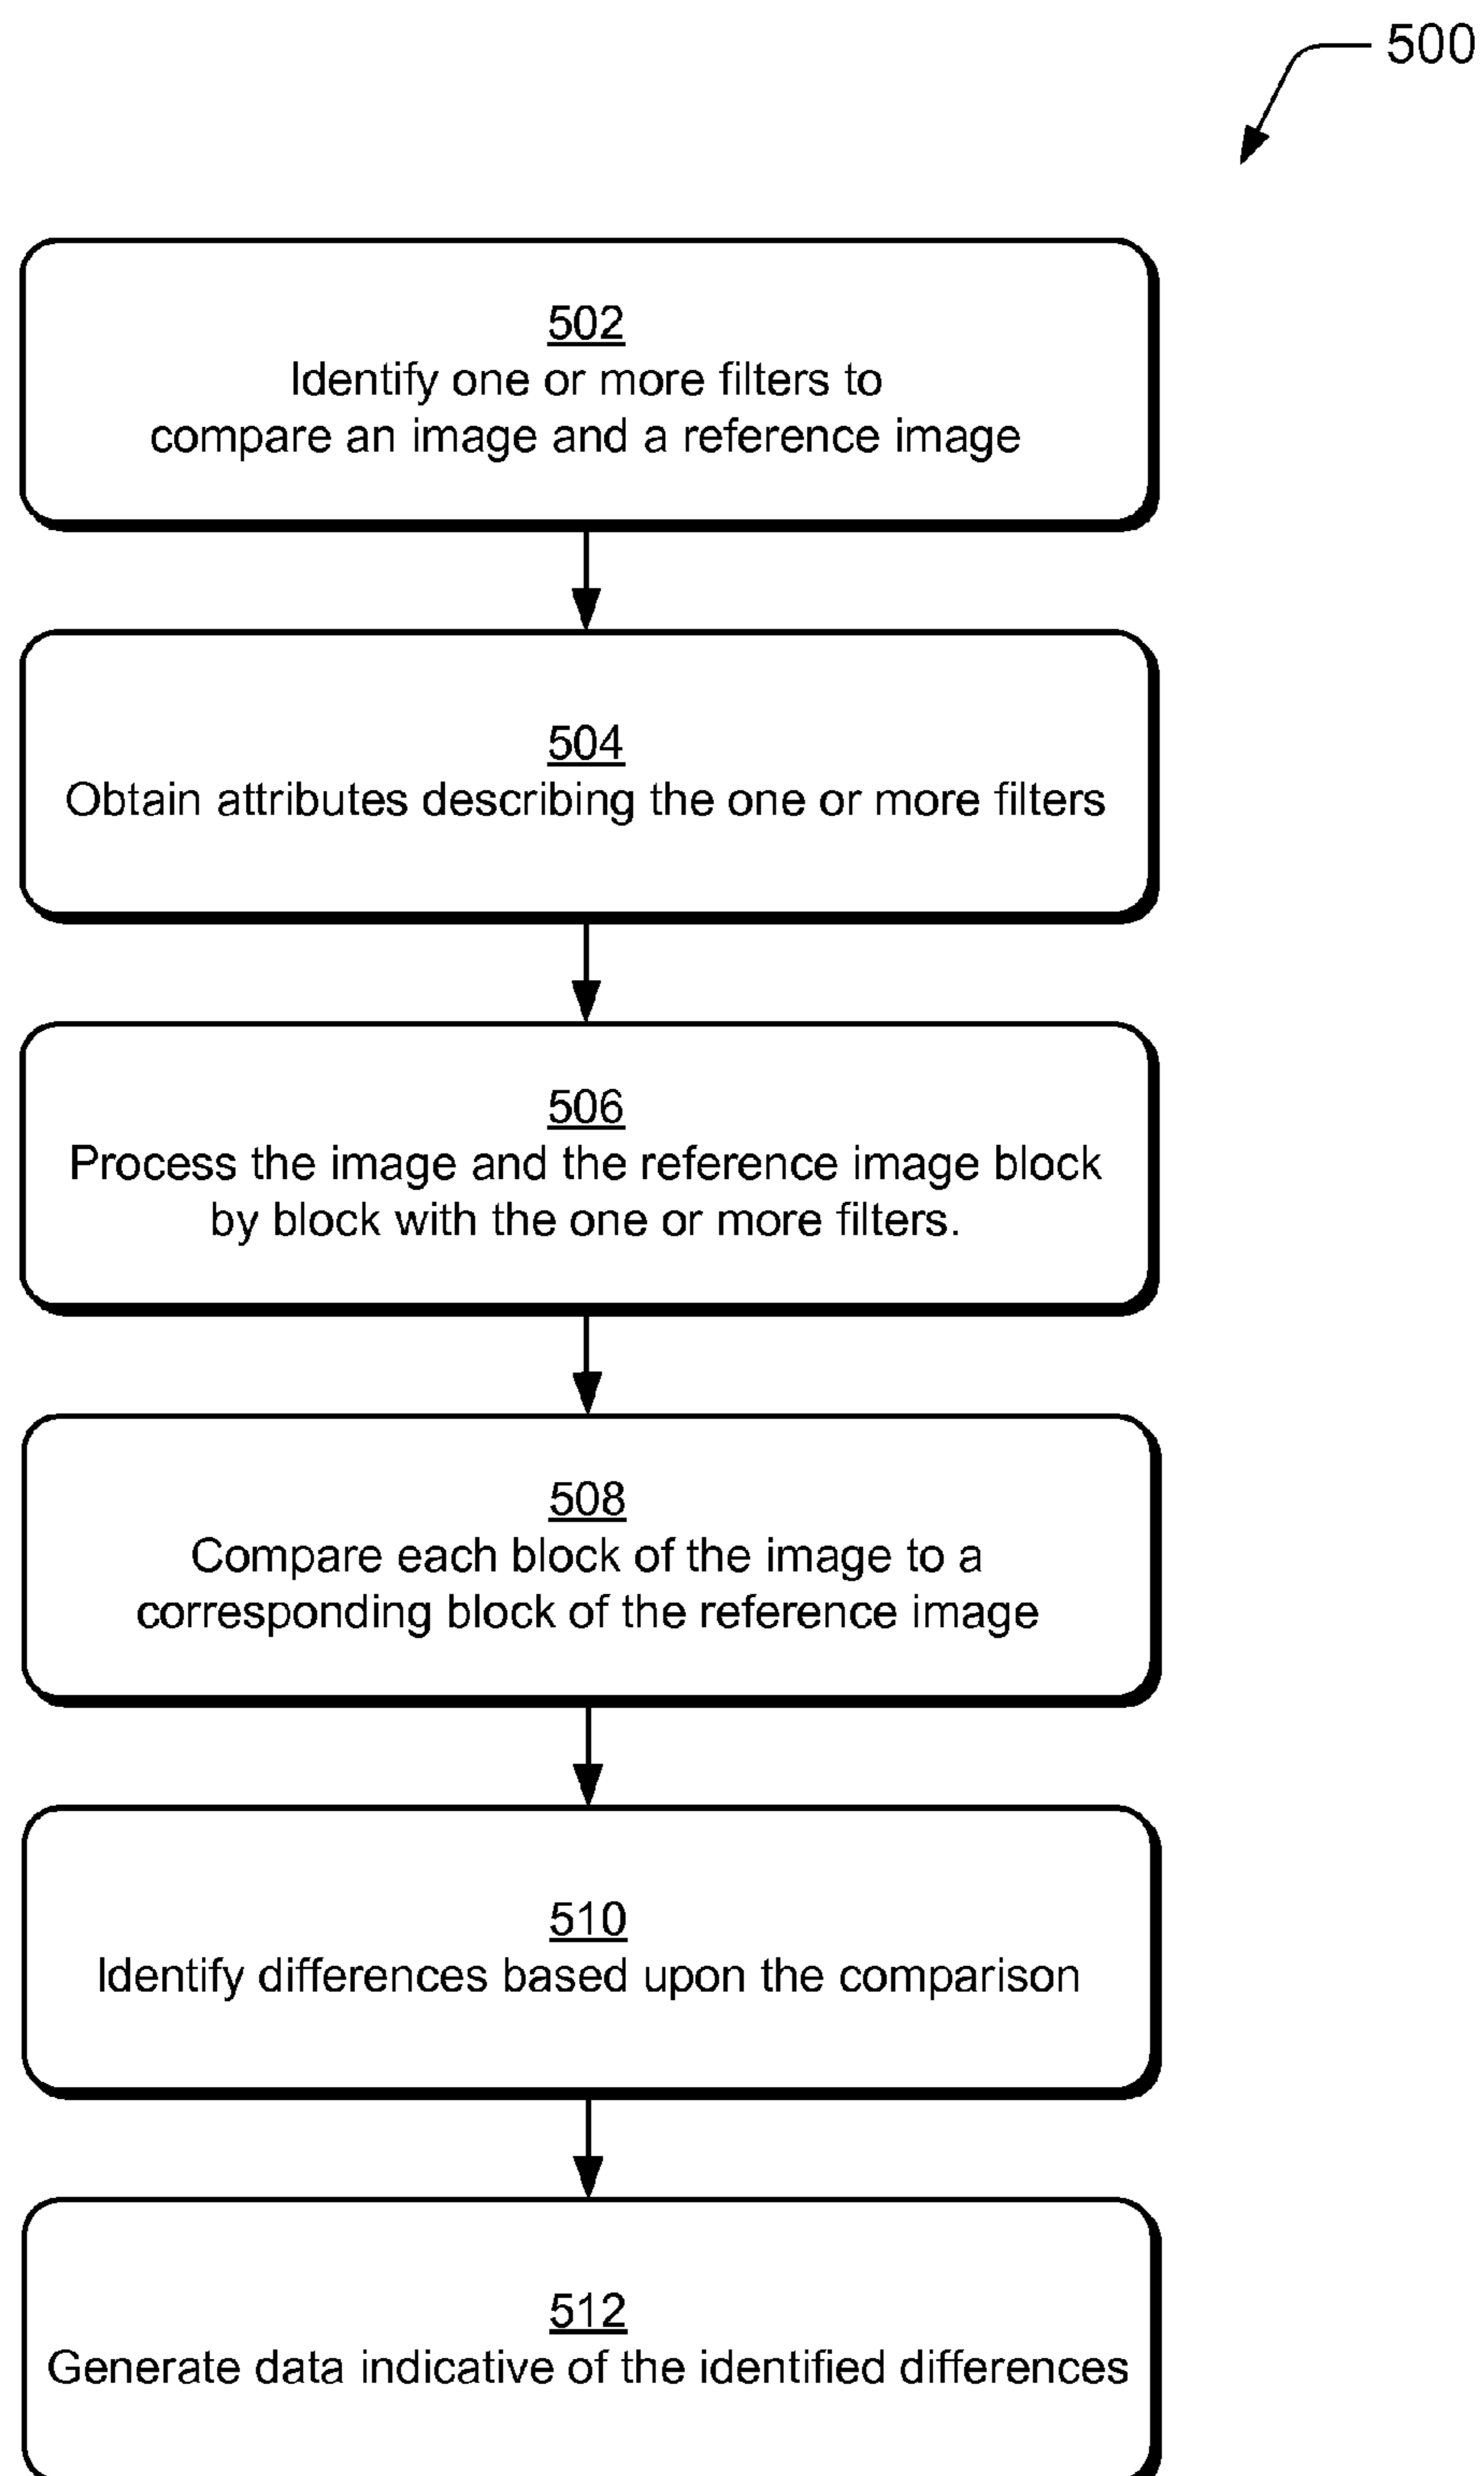 500
502
Identify one or more filters to
compare an image and a reference image
504
Obtain attributes describing the one or more filters
506
Process the image and the reference image block
by block with the one or more filters.
508
Compare each block of the image to a
corresponding block of the reference image
510
Identify differences based upon the comparison
512
Generate data indicative of the identified differences